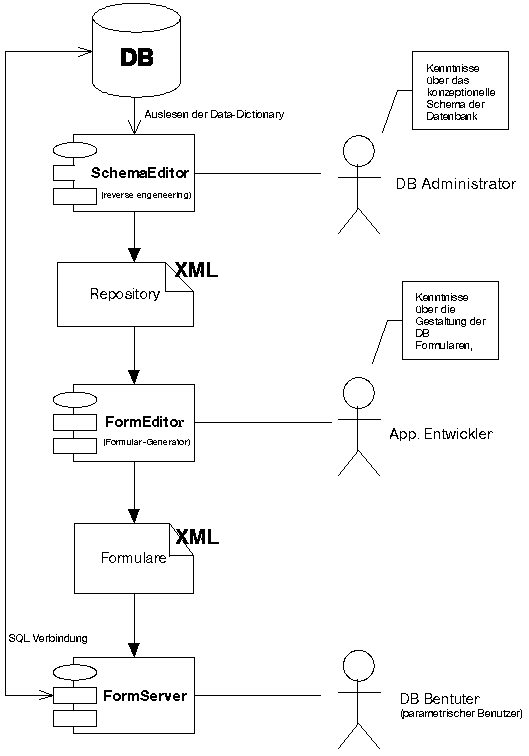 DB
Kenntnisse
über das
konzeptionelle
Schema der
Datenbank
Auslesen der Data-Dictionary
SchemaEditor
(reverse engeneering)
DB Administrator
XML
Repository
Kenntnisse
über die
Gestaltung der
DB
Formularen,
FormEditor
(Formular-Generator)
App. Entwickler
XML
Formulare
SQL Verbindung
FormServer
DB Bentuter
(parametrischer Benutzer)